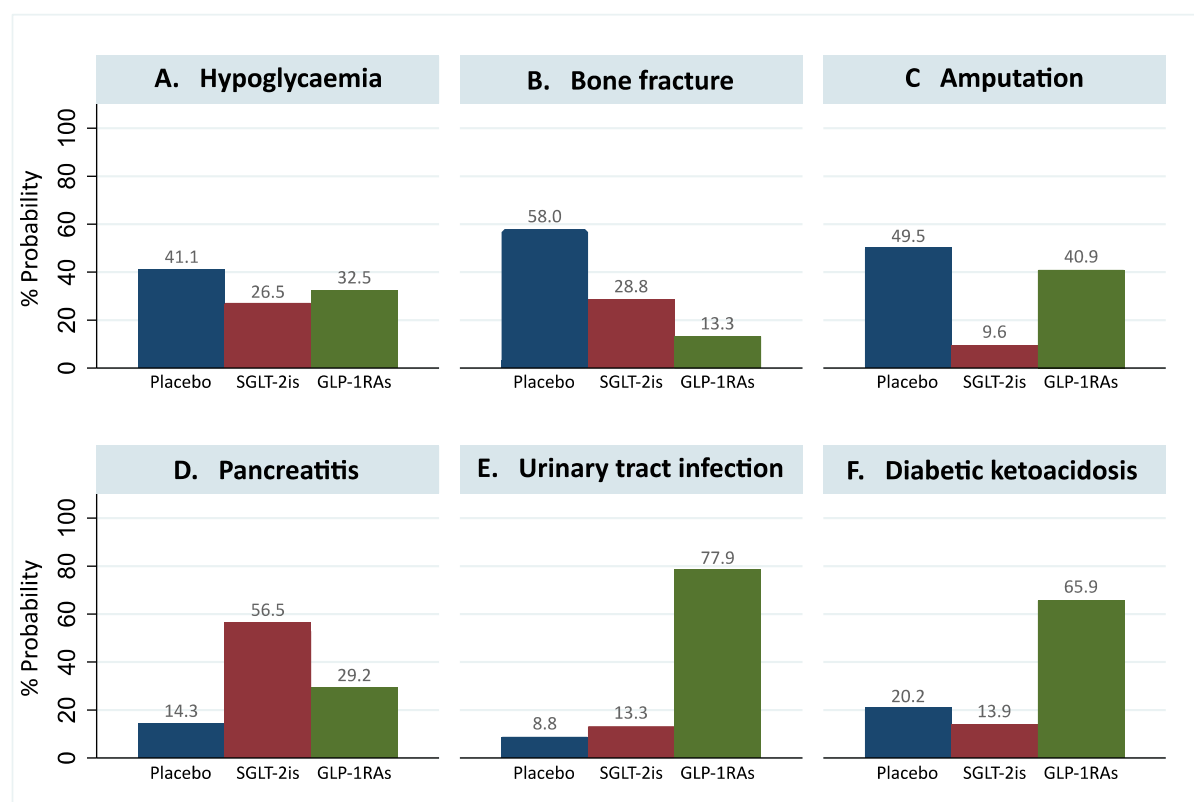 A. Hypoglycaemia
B. Bone fracture
C Amputation
% Probability
100
80
60
40
20
0
41.1
26.5
32.5
Placebo SGLT-2is GLP-1RAs
58.0
28.8
13.3
Placebo SGLT-2is GLP-1RAs
49.5
9.6
40.9
Placebo SGLT-2is GLP-1RAs
D. Pancreatitis
E. Urinary tract infection
F. Diabetic ketoacidosis
% Probability
100
80
60
40
20
0
14.3
56.5
29.2
Placebo SGLT-2is GLP-1RAs
8.8
13.3
77.9
Placebo SGLT-2is GLP-1RAs
20.2
13.9
65.9
Placebo SGLT-2is GLP-1RAs